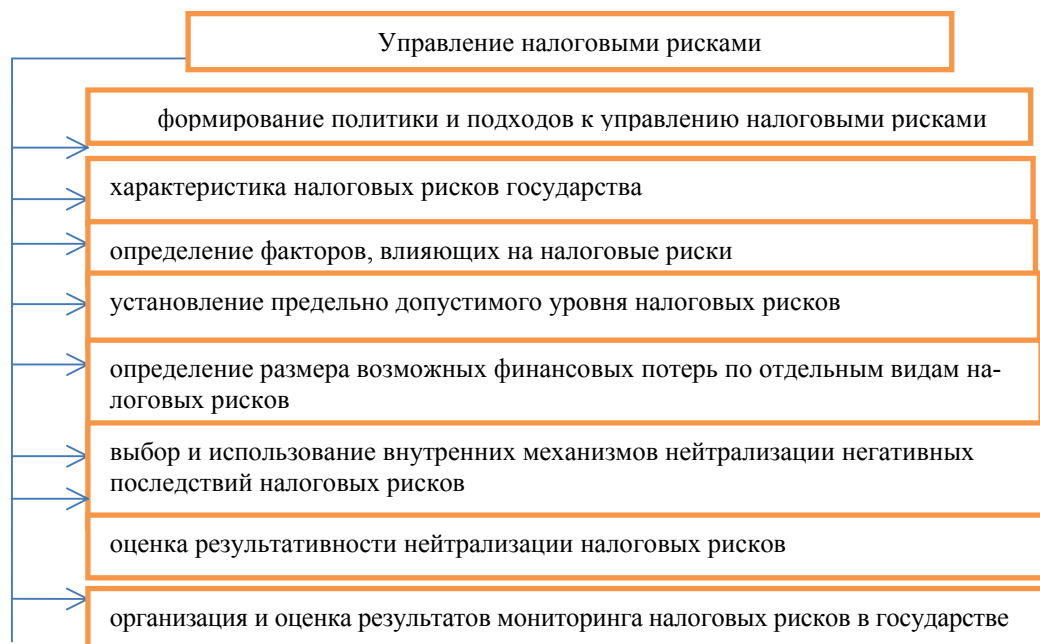 Управление налоговыми рисками
формирование политики и подходов к управлению налоговыми рисками
характеристика налоговых рисков государства
определение факторов, влияющих на налоговые риски
установление предельно допустимого уровня налоговых рисков
определение размера возможных финансовых потерь по отдельным видам на-
логовых рисков
выбор и использование внутренних механизмов нейтрализации негативных
последствий налоговых рисков
оценка результативности нейтрализации налоговых рисков
организация и оценка результатов мониторинга налоговых рисков в государстве